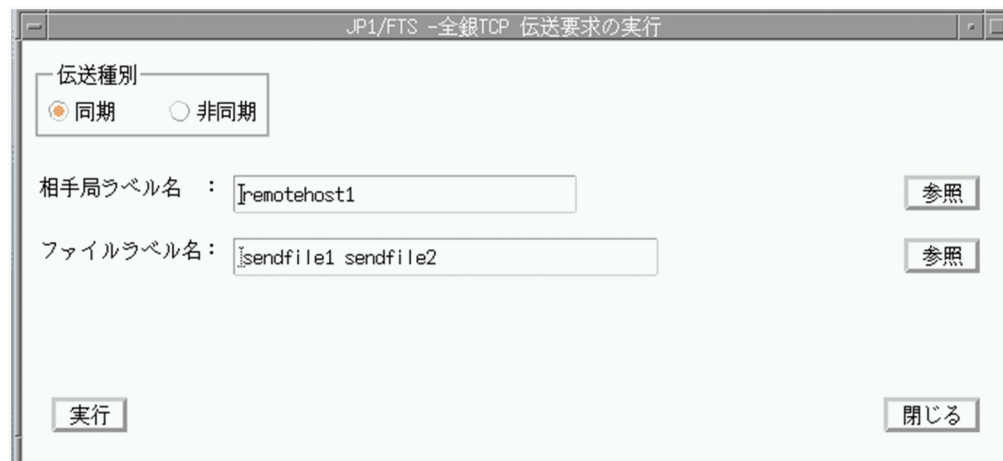 JP1/FTS -全銀TCP 伝送要求の実行
伝送種別
同期 非同期
相手局ラベル名 : remotehost1 参照
ファイルラベル名: sendfile1 sendfile2 参照
実行 閉じる